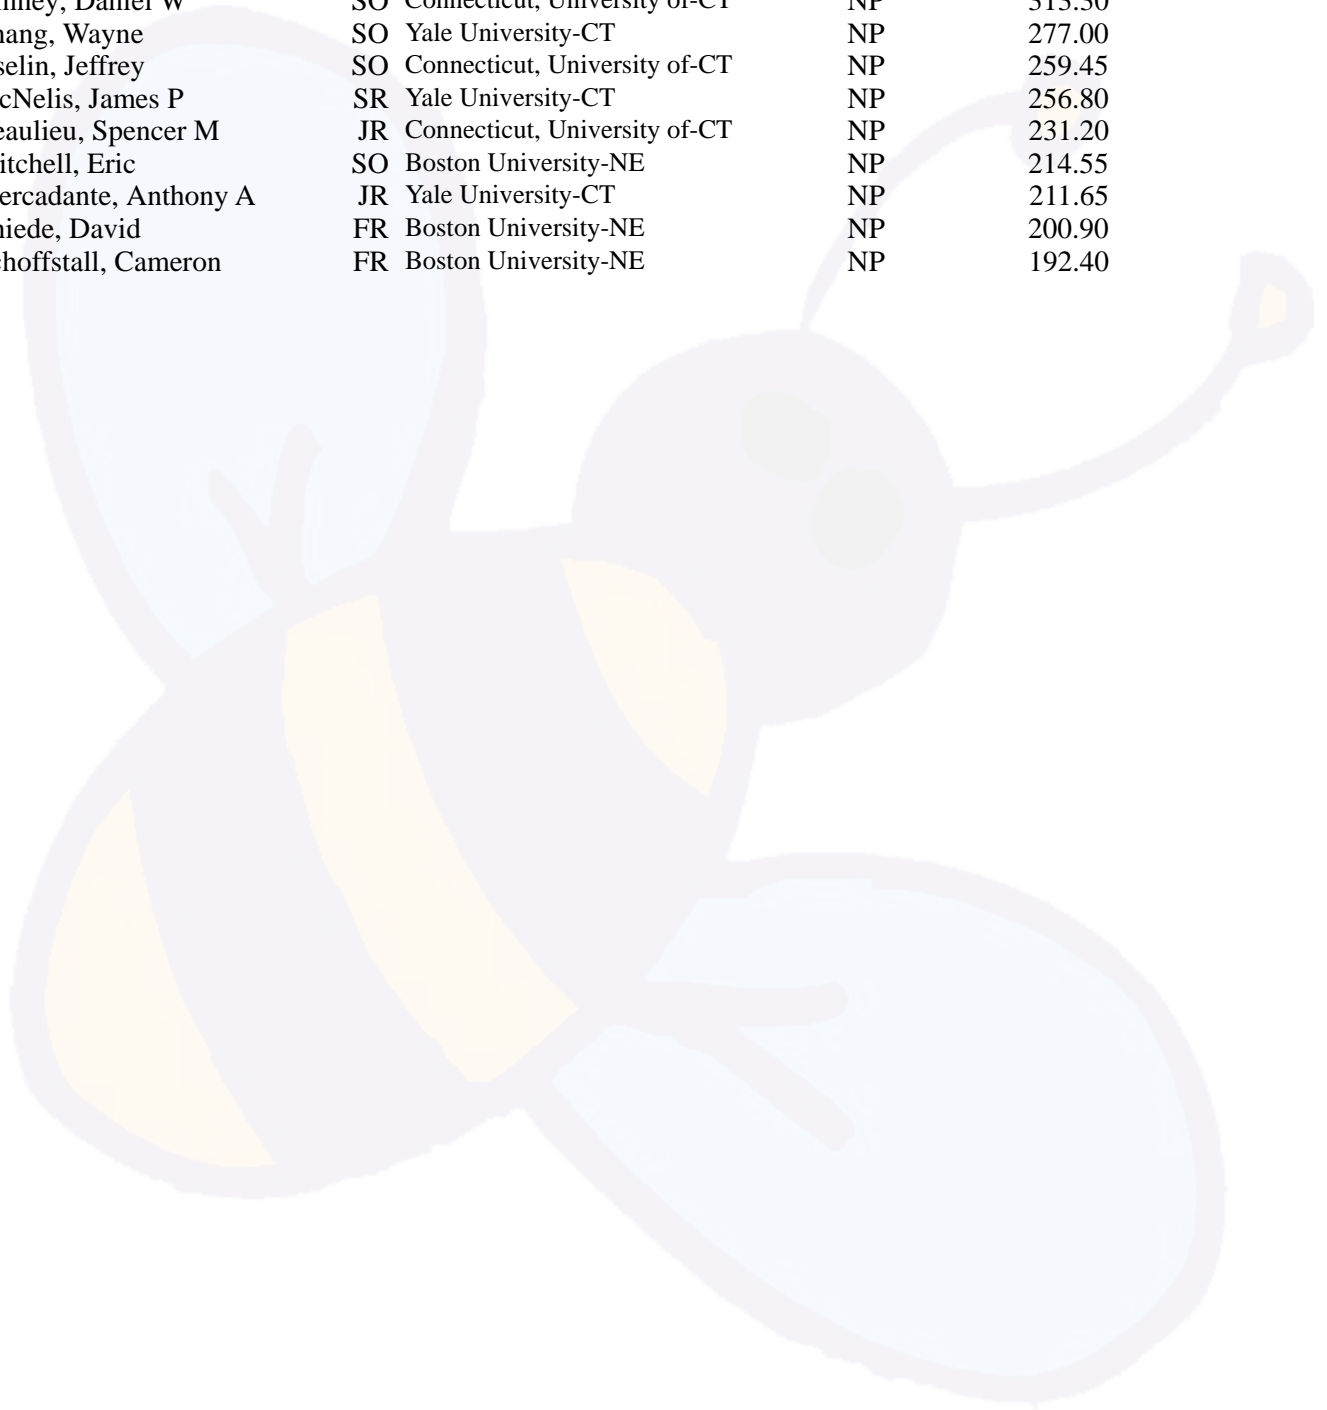 Daniel W SO Connecticut, University of-CT NP
hang, Wayne SO Yale University-CT NP 277.00
selin, Jeffrey SO Connecticut, University of-CT NP 259.45
cNelis, James P SR Yale University-CT NP 256.80
eaulieu, Spencer M JR Connecticut, University of-CT NP 231.20
itchell, Eric SO Boston University-NE NP 214.55
ercadante, Anthony A JR Yale University-CT NP 211.65
hiede, David FR Boston University-NE NP 200.90
choffstall, Cameron FR Boston University-NE NP 192.40